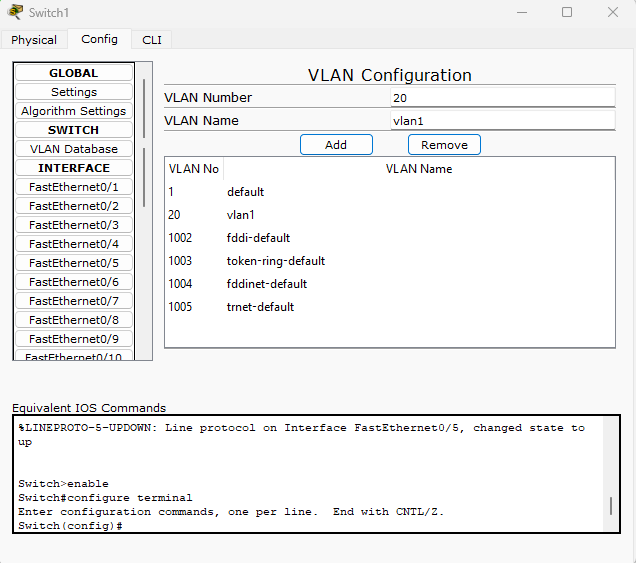 Switch1
Physical Config CLI
GLOBAL
Settings
Algorithm Settings
SWITCH
VLAN Database
INTERFACE
FastEthernet0/1
FastEthernet0/2
FastEthernet0/3
FastEthernet0/4
FastEthernet0/5
FastEthernet0/6
FastEthernet0/7
FastEthernet0/8
FastEthernet0/9
FastEthernet0/10
VLAN Configuration
VLAN Number 20
VLAN Name vlan1
Add Remove
VLAN No VLAN Name
1 default
20 vlan1
1002 fddi-default
1003 token-ring-default
1004 fddinet-default
1005 trnet-default
Equivalent IOS Commands
%LINEPROTO-5-UPDOWN: Line protocol on Interface FastEthernet0/5, changed state to
up
Switch>enable
Switch#configure terminal
Enter configuration commands, one per line. End with CNTL/Z.
Switch(config)#